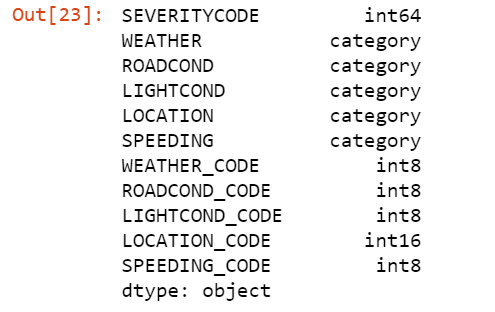 Out[23]: SEVERITYCODE int64
WEATHER category
ROADCOND category
LIGHTCOND category
LOCATION category
SPEEDING category
WEATHER_CODE int8
ROADCOND_CODE int8
LIGHTCOND_CODE int8
LOCATION_CODE int16
SPEEDING_CODE int8
dtype: object